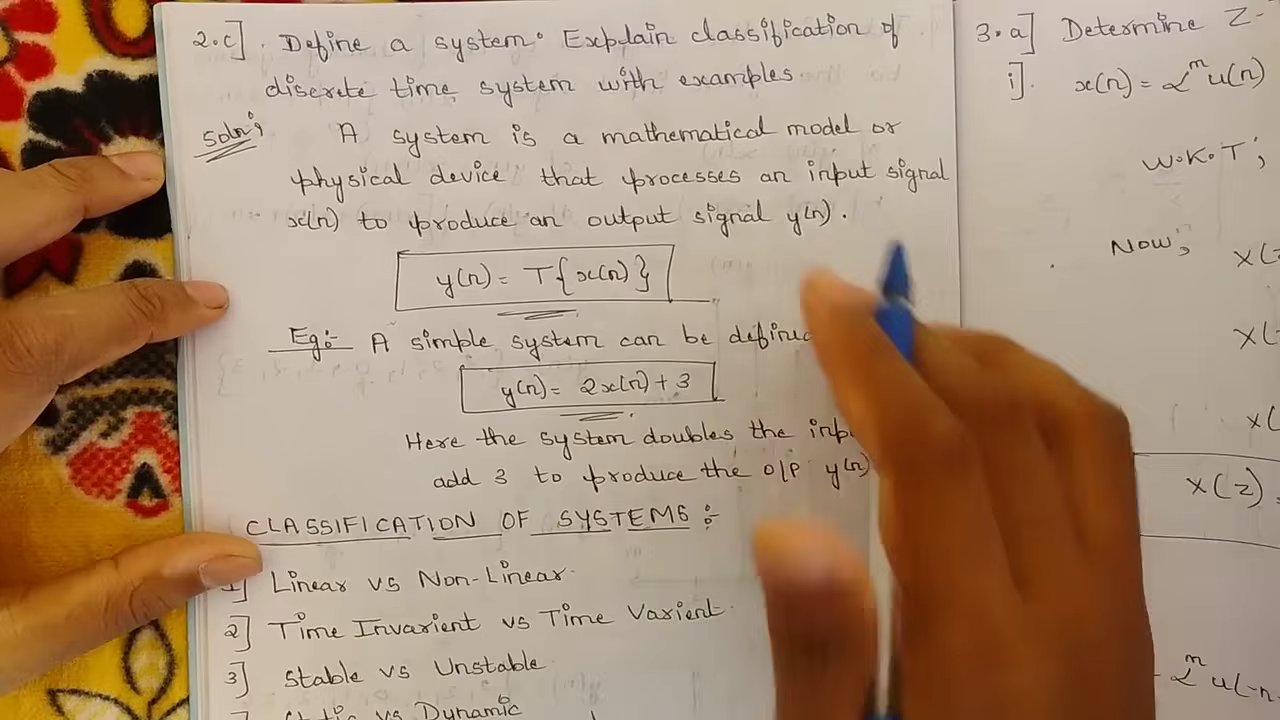 2.c]. Define a system. Explain classification of
discrete time system with examples.
Soln:
A system is a mathematical model or
physical device that processes an input signal
x(n) to produce an output signal y(n).
y(n) = T{x(n)}
Eg:- A simple system can be
y(n) = 2x(n) + 3
Here the system doubles the
add 3 to produce the O/P y(n)
CLASSIFICATION OF SYSTEMS :-
1] Linear vs Non-Linear.
2] Time Invarient vs Time Varient.
3] Stable vs Unstable.
vs Dynamic
3.a] Determine Z-
i]. x(n) = α^n u(n)
W.K.T;
Now;
X(
X(
X(z)
α^n u(-n